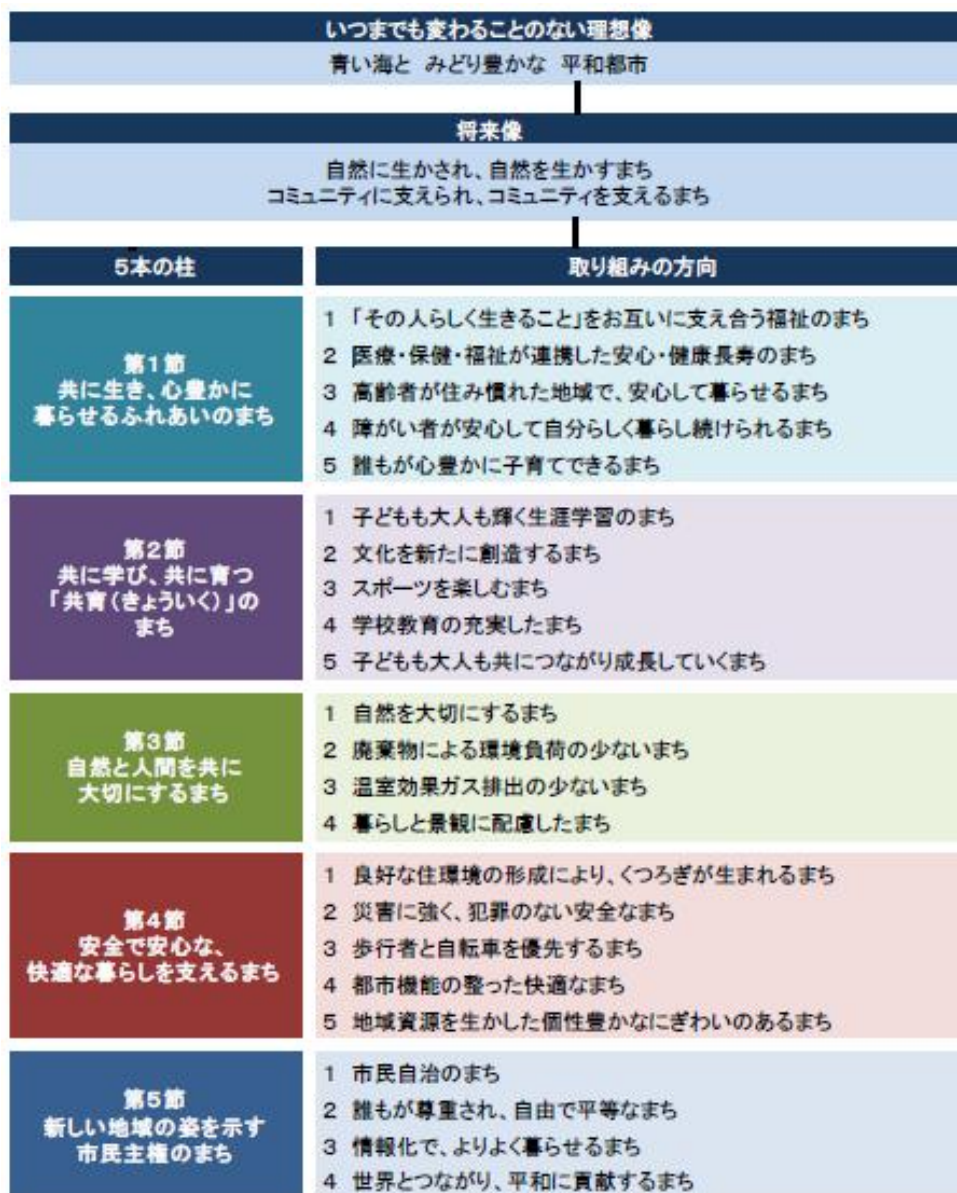 いつまでも変わることのない理想像
青い海と みどり豊かな 平和都市
将来像
自然に生かされ、自然を生かすまち
コミュニティに支えられ、コミュニティを支えるまち
5本の柱
取り組みの方向
第1節
共に生き、心豊かに
暮らせるふれあいのまち
1 「その人らしく生きること」をお互いに支え合う福祉のまち
2 医療・保健・福祉が連携した安心・健康長寿のまち
3 高齢者が住み慣れた地域で、安心して暮らせるまち
4 障がい者が安心して自分らしく暮らし続けられるまち
5 誰もが心豊かに子育てできるまち
第2節
共に学び、共に育つ
「共育(きょういく)」の
まち
1 子どもも大人も輝く生涯学習のまち
2 文化を新たに創造するまち
3 スポーツを楽しむまち
4 学校教育の充実したまち
5 子どもも大人も共につながり成長していくまち
第3節
自然と人間を共に
大切にするまち
1 自然を大切にするまち
2 廃棄物による環境負荷の少ないまち
3 温室効果ガス排出の少ないまち
4 暮らしと景観に配慮したまち
第4節
安全で安心な、
快適な暮らしを支えるまち
1 良好な住環境の形成により、くつろぎが生まれるまち
2 災害に強く、犯罪のない安全なまち
3 歩行者と自転車を優先するまち
4 都市機能の整った快適なまち
5 地域資源を生かした個性豊かなにぎわいのあるまち
第5節
新しい地域の姿を示す
市民主権のまち
1 市民自治のまち
2 誰もが尊重され、自由で平等なまち
3 情報化で、よりよく暮らせるまち
4 世界とつながり、平和に貢献するまち